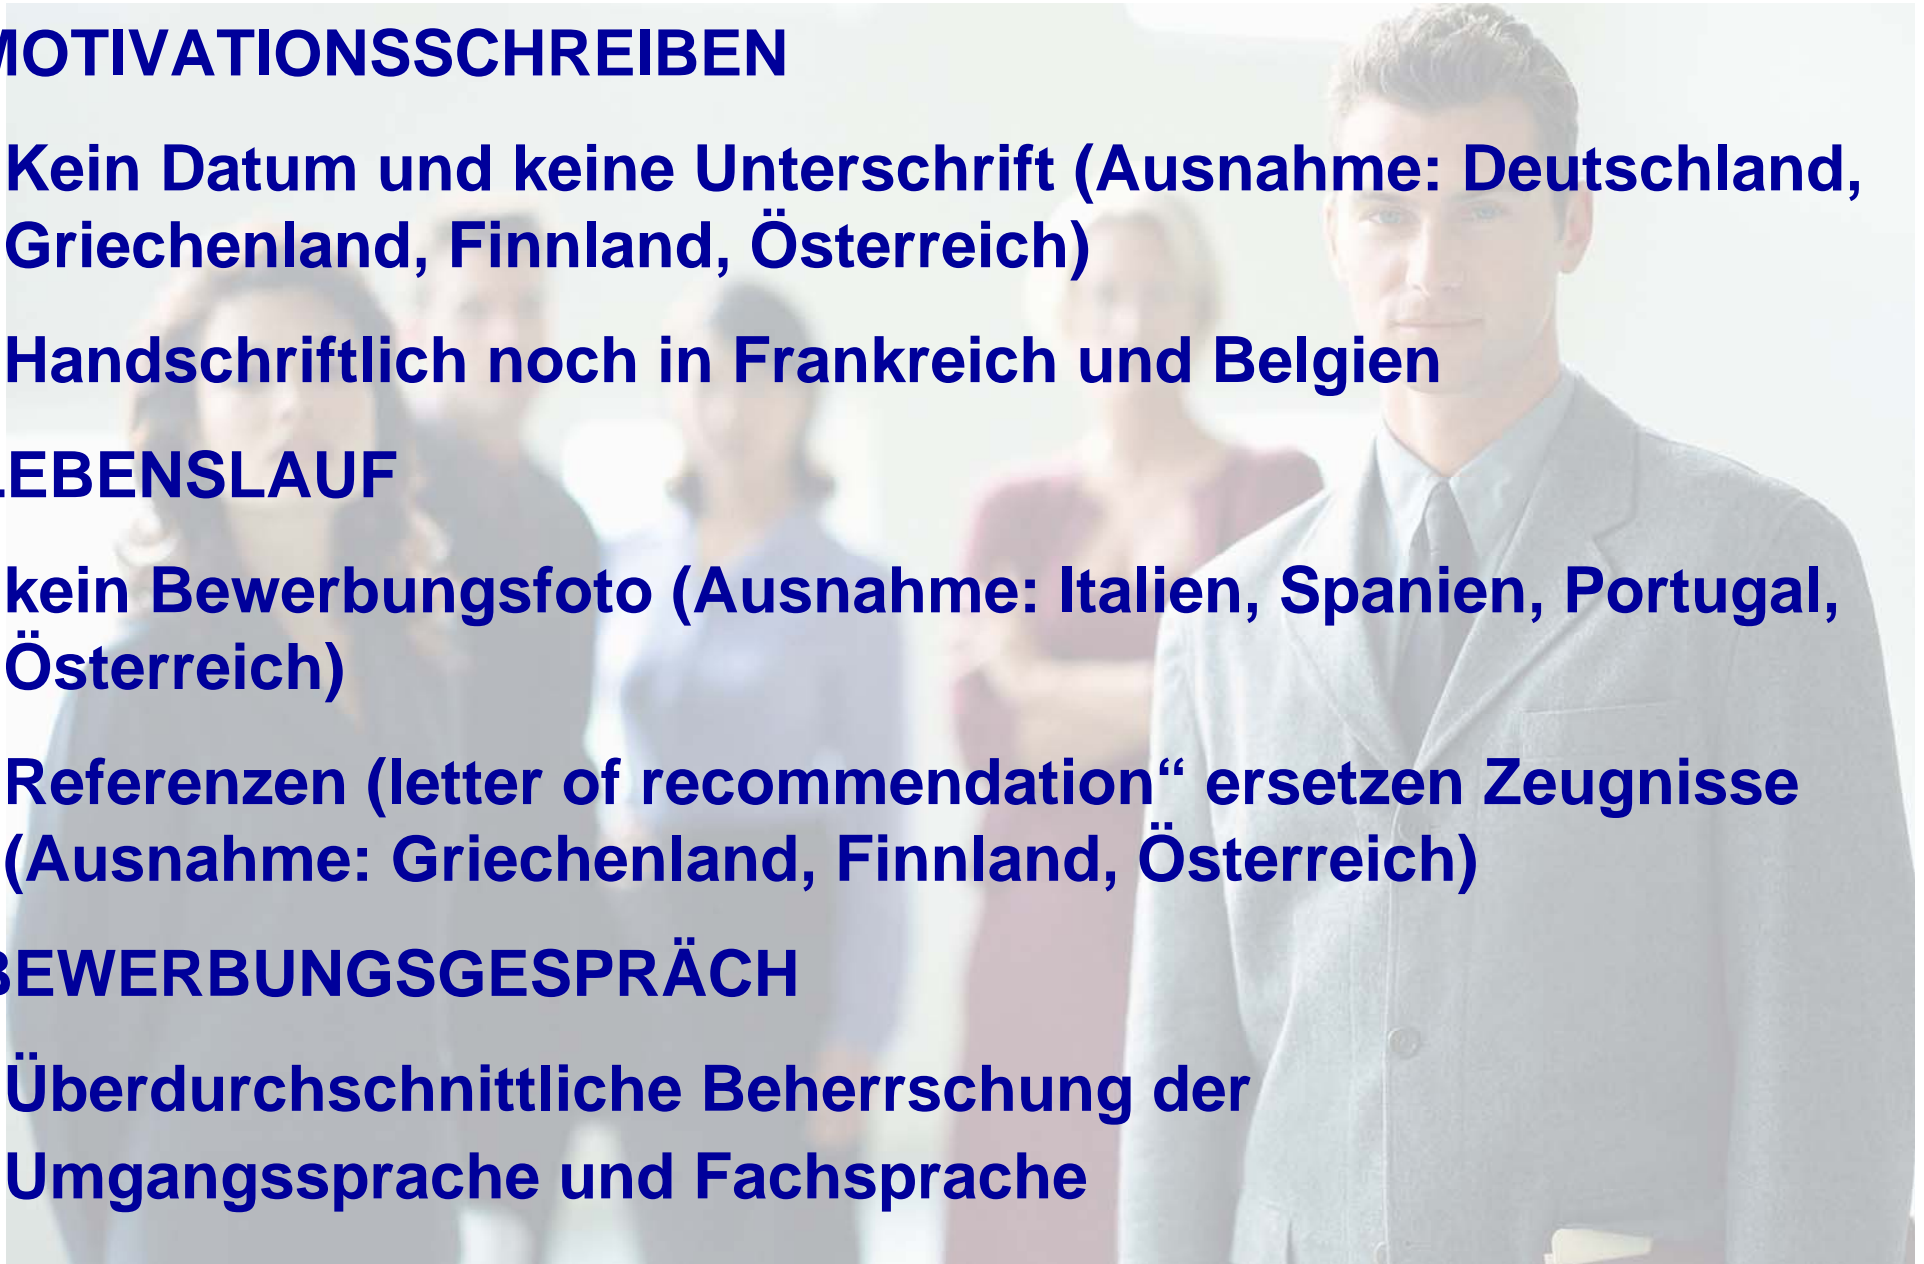 MOTIVATIONSSCHREIBEN
Kein Datum und keine Unterschrift (Ausnahme: Deutschland,
Griechenland, Finnland, Österreich)
Handschriftlich noch in Frankreich und Belgien
LEBENSLAUF
kein Bewerbungsfoto (Ausnahme: Italien, Spanien, Portugal,
Österreich)
Referenzen (letter of recommendation“ ersetzen Zeugnisse
(Ausnahme: Griechenland, Finnland, Österreich)
BEWERBUNGSGESPRÄCH
Überdurchschnittliche Beherrschung der
Umgangssprache und Fachsprache